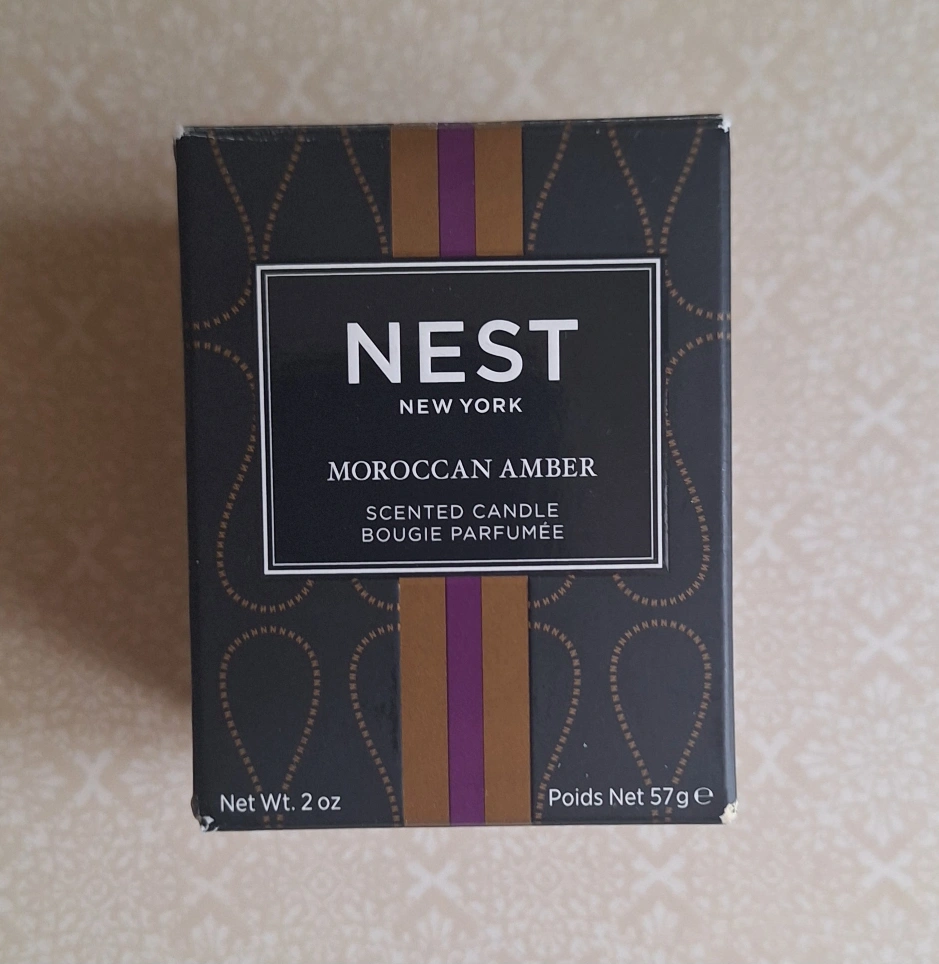 NEST
NEW YORK
MOROCCAN AMBER
SCENTED CANDLE
BOUGIE PARFUMÉE
Net Wt. 2 oz
Poids Net 57g ℮